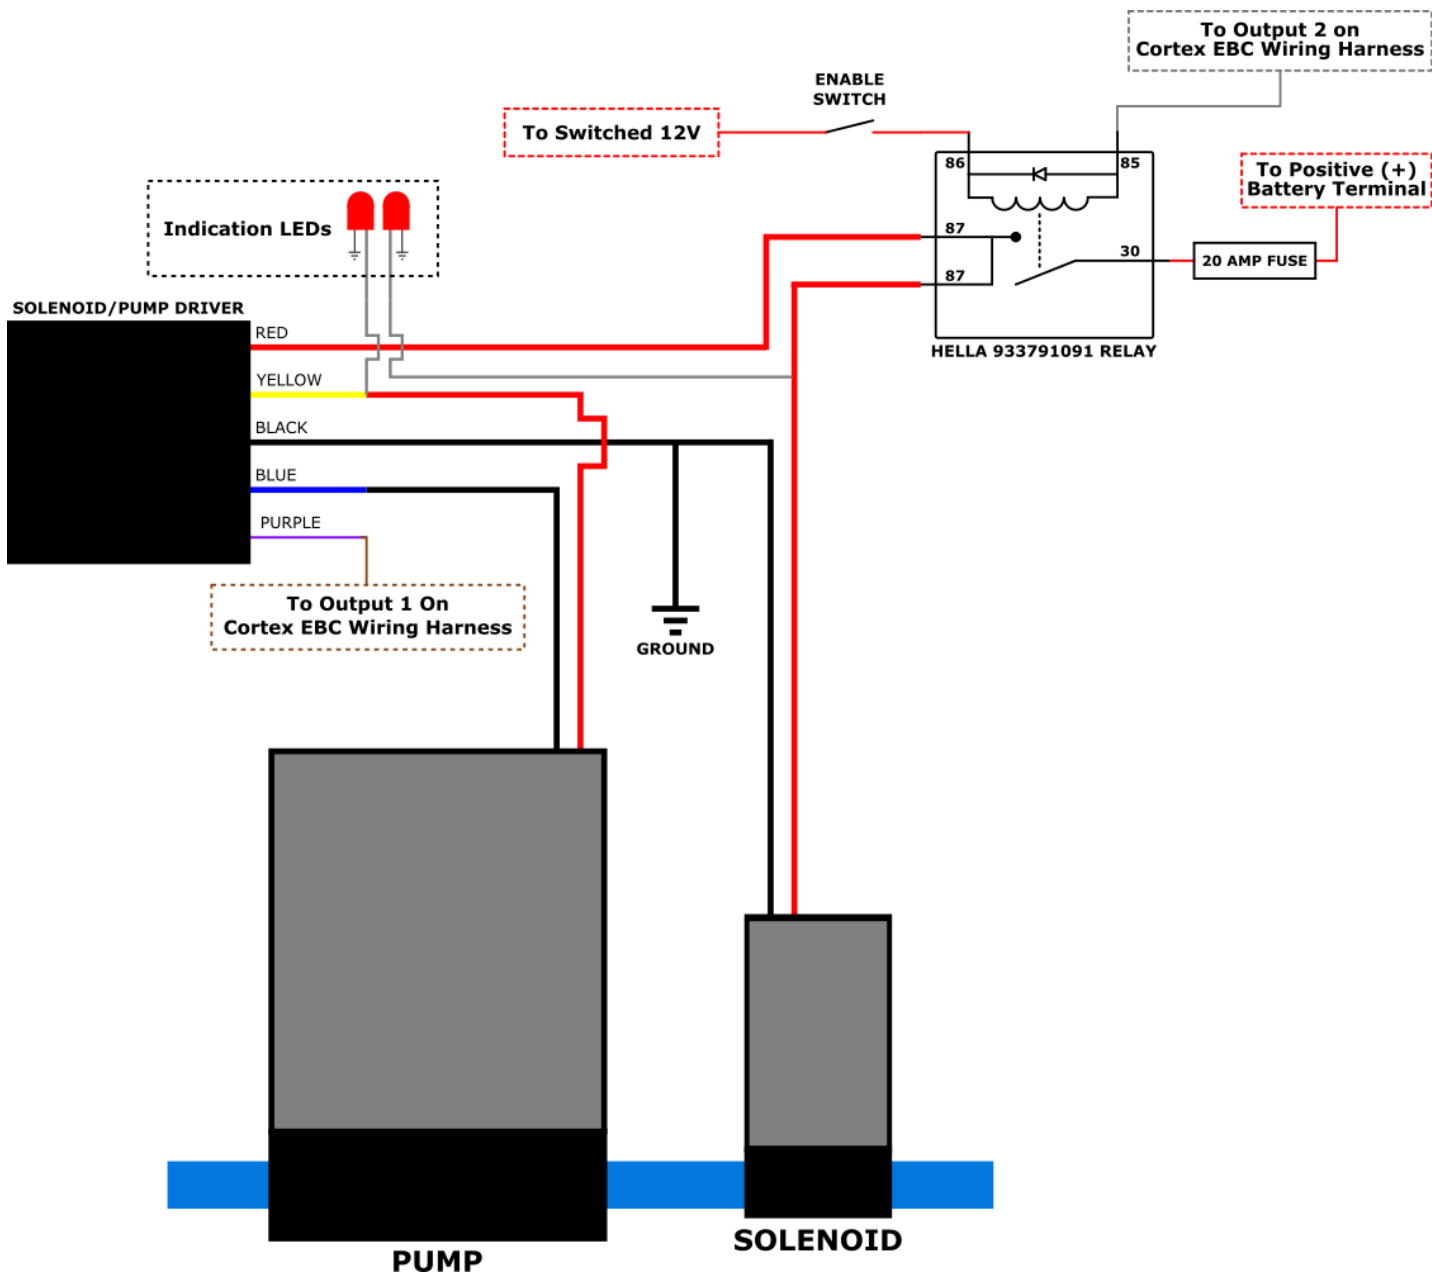 To Output 2 on
Cortex EBC Wiring Harness
ENABLE
SWITCH
To Switched 12V
86
85
To Positive (+)
Battery Terminal
Indication LEDs
87
30
20 AMP FUSE
87
SOLENOID/PUMP DRIVER
RED
HELLA 933791091 RELAY
YELLOW
BLACK
BLUE
PURPLE
To Output 1 On
Cortex EBC Wiring Harness
GROUND
SOLENOID
PUMP